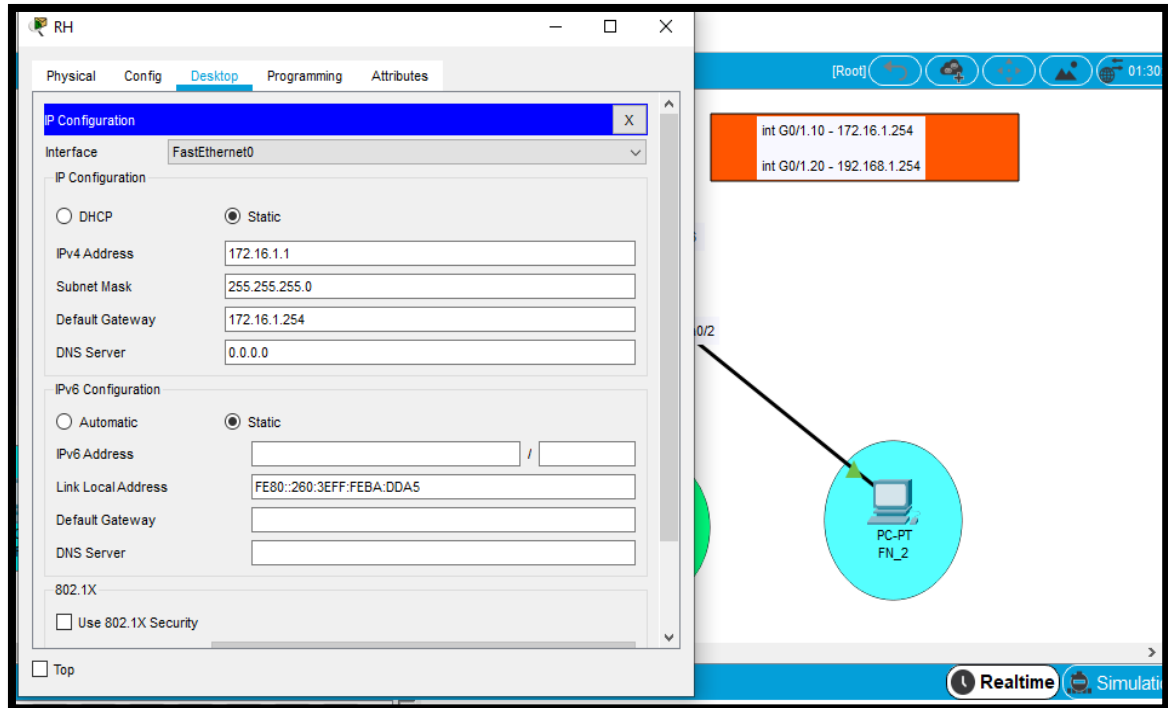 RH
Physical Config Desktop Programming Attributes
IP Configuration X
Interface FastEthernet0
IP Configuration
DHCP Static
IPv4 Address 172.16.1.1
Subnet Mask 255.255.255.0
Default Gateway 172.16.1.254
DNS Server 0.0.0.0
IPv6 Configuration
Automatic Static
IPv6 Address /
Link Local Address FE80::260:3EFF:FEBA:DDA5
Default Gateway
DNS Server
802.1X
Use 802.1X Security
Top
[Root] 01:30
int G0/1.10 - 172.16.1.254
int G0/1.20 - 192.168.1.254
0/2
PC-PT
FN_2
Realtime Simulati